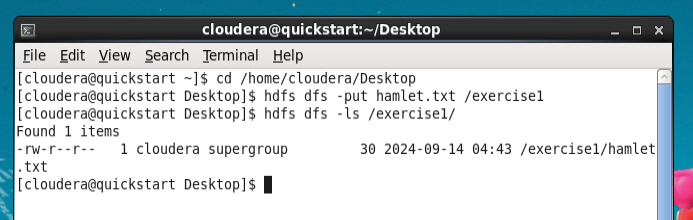 cloudera@quickstart:~/Desktop
File Edit View Search Terminal Help
[cloudera@quickstart ~]$ cd /home/cloudera/Desktop
[cloudera@quickstart Desktop]$ hdfs dfs -put hamlet.txt /exercise1
[cloudera@quickstart Desktop]$ hdfs dfs -ls /exercise1/
Found 1 items
-rw-r--r--   1 cloudera supergroup         30 2024-09-14 04:43 /exercise1/hamlet
.txt
[cloudera@quickstart Desktop]$